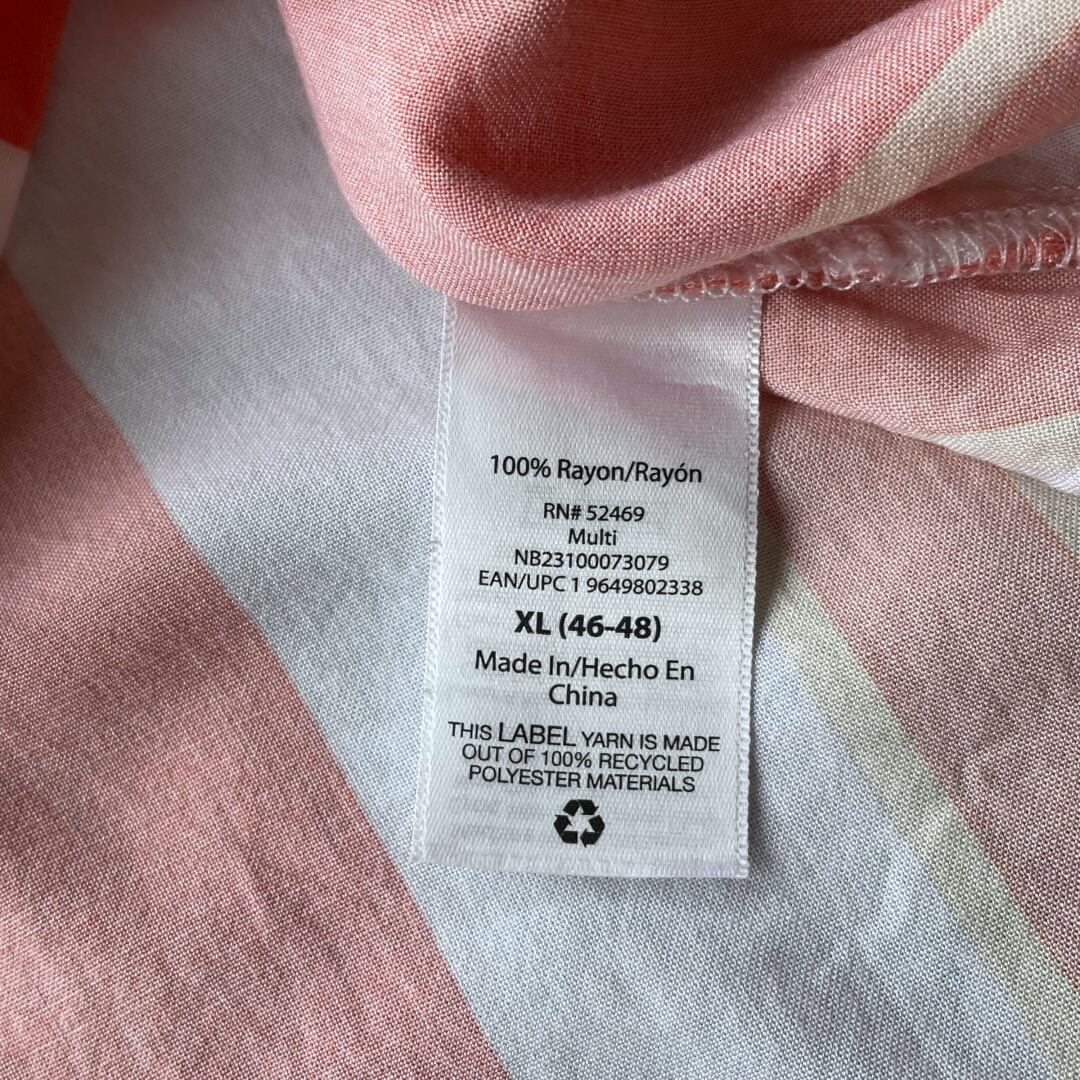 100% Rayon/Rayón
RN# 52469
Multi
NB23100073079
EAN/UPC 1 9649802338
XL (46-48)
Made In/Hecho En
China
THIS LABEL YARN IS MADE
OUT OF 100% RECYCLED
POLYESTER MATERIALS